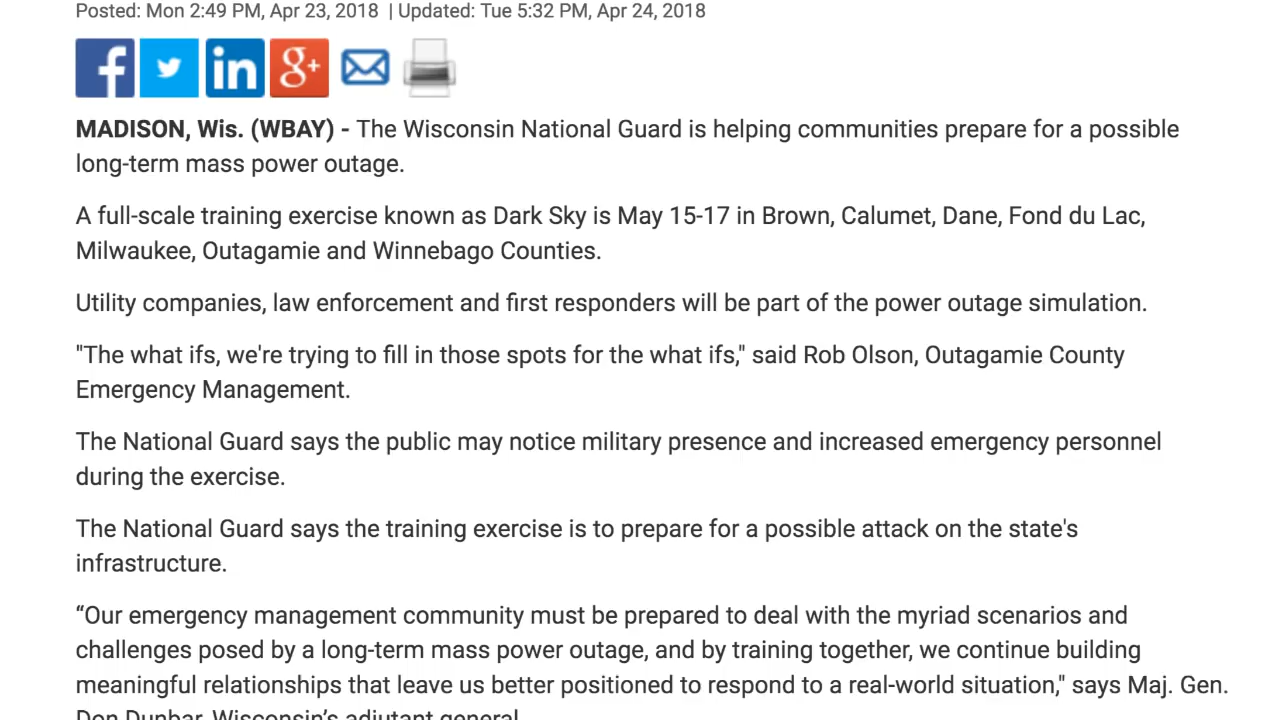 Posted: Mon 2:49 PM, Apr 23, 2018 | Updated: Tue 5:32 PM, Apr 24, 2018
f in g+
MADISON, Wis. (WBAY) - The Wisconsin National Guard is helping communities prepare for a possible
long-term mass power outage.
A full-scale training exercise known as Dark Sky is May 15-17 in Brown, Calumet, Dane, Fond du Lac,
Milwaukee, Outagamie and Winnebago Counties.
Utility companies, law enforcement and first responders will be part of the power outage simulation.
"The what ifs, we're trying to fill in those spots for the what ifs," said Rob Olson, Outagamie County
Emergency Management.
The National Guard says the public may notice military presence and increased emergency personnel
during the exercise.
The National Guard says the training exercise is to prepare for a possible attack on the state's
infrastructure.
“Our emergency management community must be prepared to deal with the myriad scenarios and
challenges posed by a long-term mass power outage, and by training together, we continue building
meaningful relationships that leave us better positioned to respond to a real-world situation," says Maj. Gen.
Don Dunbar, Wisconsin’s adjutant general.